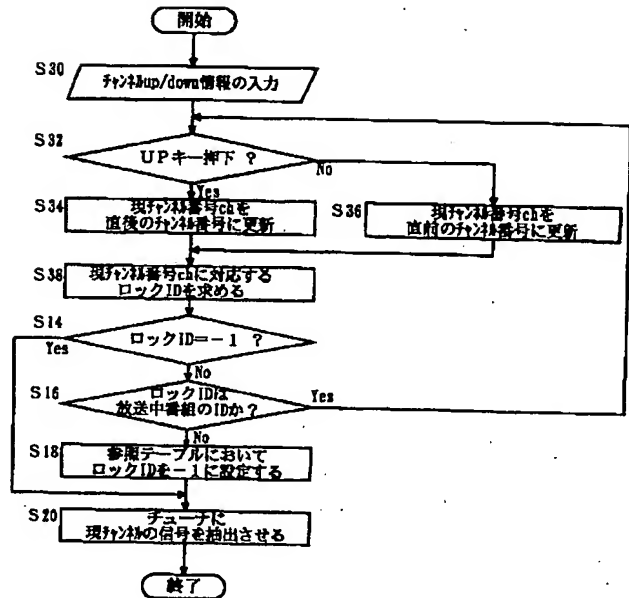 開始
S30
チャンネルup/down情報の入力
S32
UPキー押下 ?
No
Yes
S34
現チャンネル番号chを
直後のチャンネル番号に更新
S36
現チャンネル番号chを
直前のチャンネル番号に更新
S38
現チャンネル番号chに対応する
ロックIDを求める
S14
ロックID=-1 ?
Yes
No
S16
ロックIDは
放送中番組のIDか?
Yes
No
S18
参照テーブルにおいて
ロックIDを-1に設定する
S20
チューナに
現チャンネルの信号を抽出させる
終了